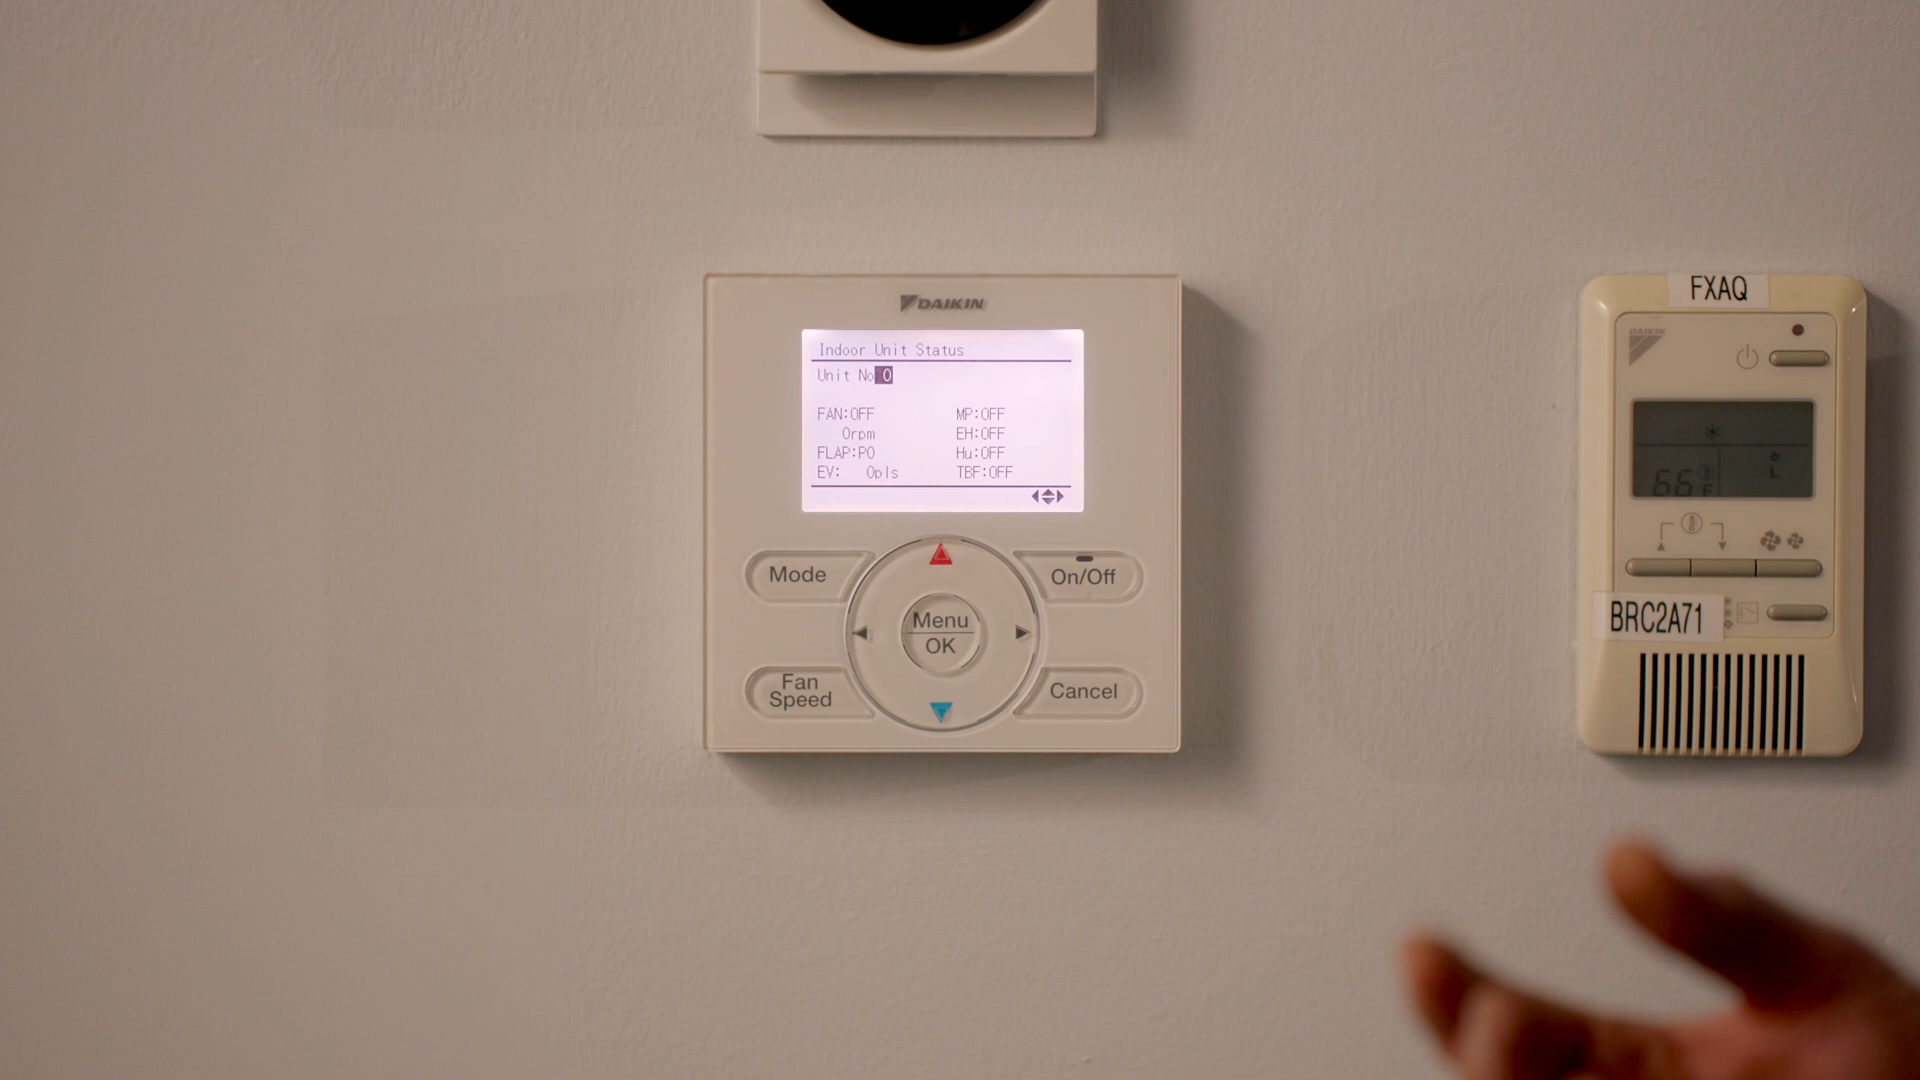 DAIKIN
Indoor Unit Status
Unit No 0
FAN:OFF MP:OFF
0rpm EH:OFF
FLAP:P0 Hu:OFF
EV: 0pls TBF:OFF
Mode
On/Off
Menu
OK
Fan
Speed
Cancel
FXAQ
DAIKIN
66 F
L
BRC2A71